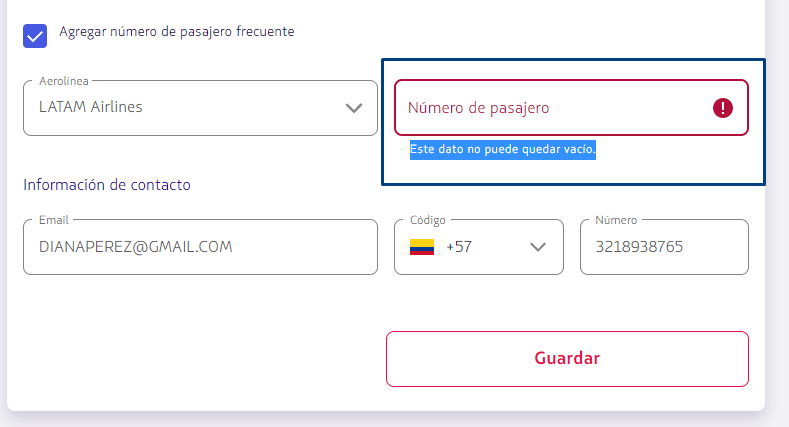 Agregar número de pasajero frecuente
Aerolínea
LATAM Airlines
Número de pasajero
Este dato no puede quedar vacío.
Información de contacto
Email
DIANAPEREZ@GMAIL.COM
Código
+57
Número
3218938765
Guardar